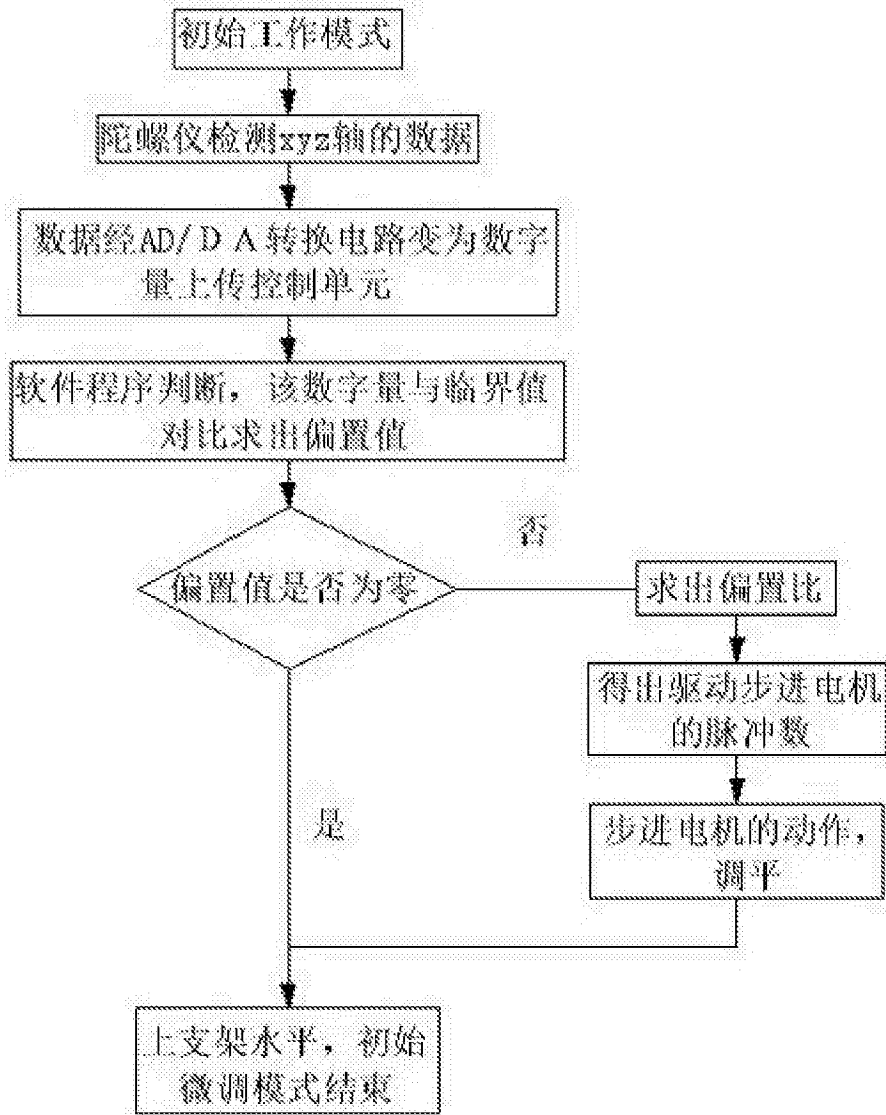 初始工作模式
陀螺仪检测xyz轴的数据
数据经AD/DA转换电路变为数字
量上传控制单元
软件程序判断，该数字量与临界值
对比求出偏置值
否
偏置值是否为零
求出偏置比
得出驱动步进电机
的脉冲数
是
步进电机的动作，
调平
上支架水平，初始
微调模式结束